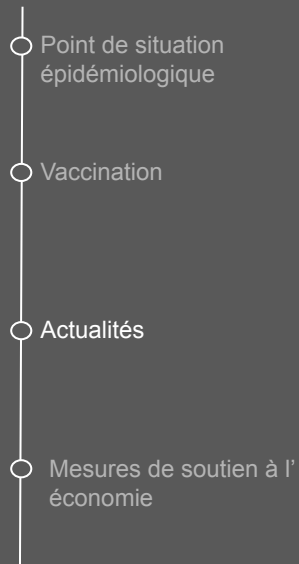 Point de situation
épidémiologique
Vaccination
Actualités
Mesures de soutien à l'
économie